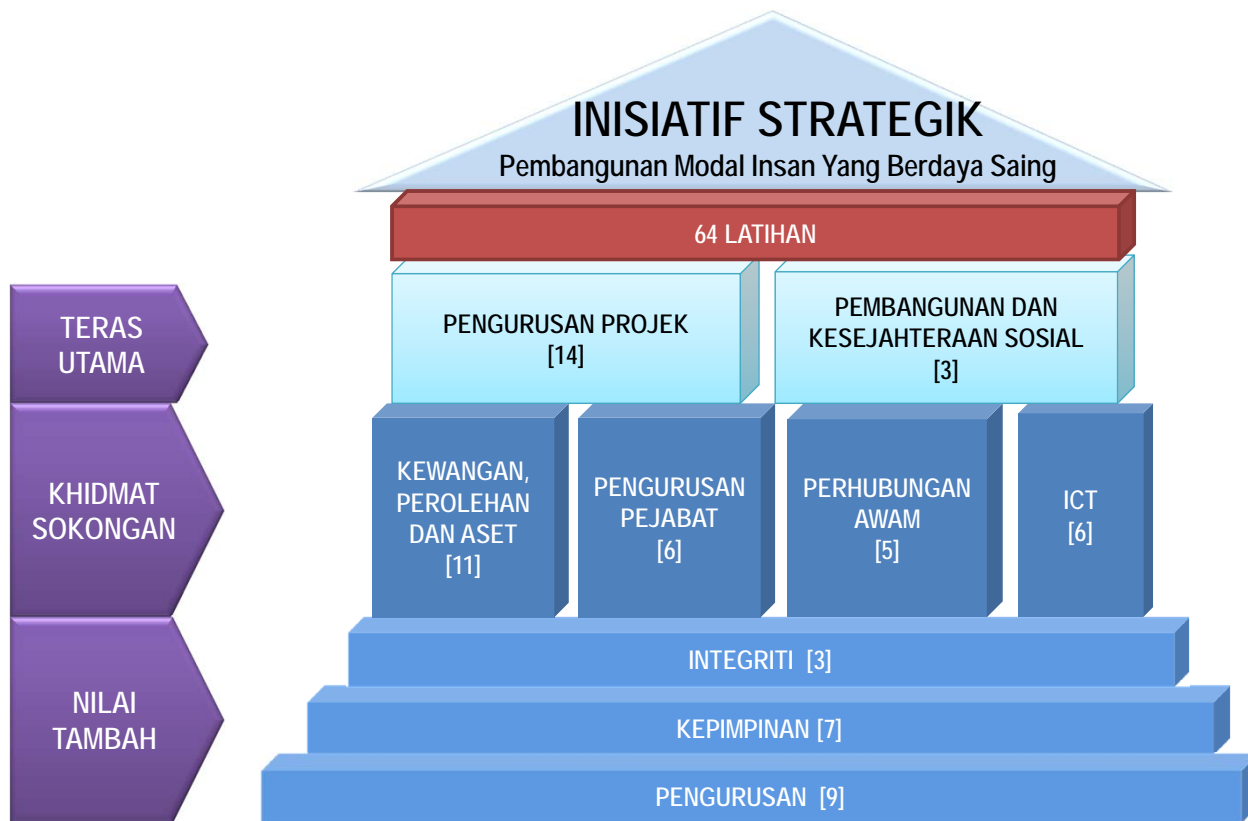 INISIATIF STRATEGIK
Pembangunan Modal Insan Yang Berdaya Saing
64 LATIHAN
TERAS
UTAMA
PENGURUSAN PROJEK
[14]
PEMBANGUNAN DAN
KESEJAHTERAAN SOSIAL
[3]
KHIDMAT
SOKONGAN
KEWANGAN,
PEROLEHAN
DAN ASET
[11]
PENGURUSAN
PEJABAT
[6]
PERHUBUNGAN
AWAM
[5]
ICT
[6]
NILAI
TAMBAH
INTEGRITI [3]
KEPIMPINAN [7]
PENGURUSAN [9]